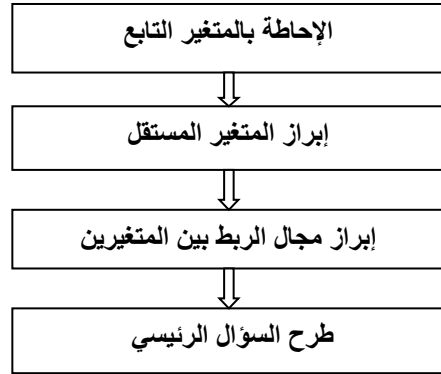 الإحاطة بالمتغير التابع
إبراز المتغير المستقل
إبراز مجال الربط بين المتغيرين
طرح السؤال الرئيسي